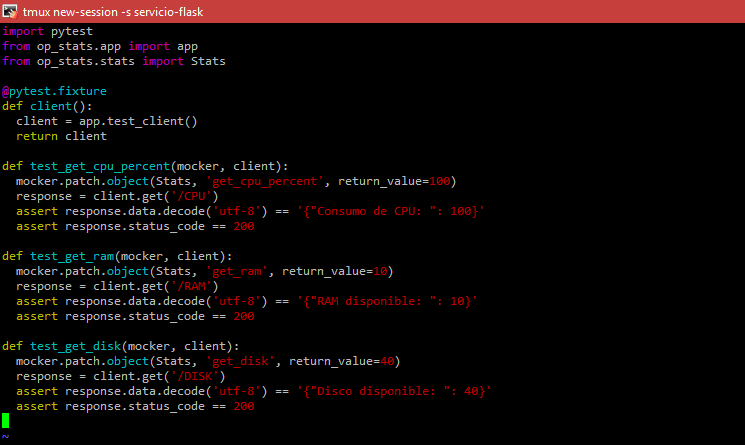 tmux new-session -s servicio-flask
import pytest
from op_stats.app import app
from op_stats.stats import Stats
@pytest.fixture
def client():
  client = app.test_client()
  return client
def test_get_cpu_percent(mocker, client):
  mocker.patch.object(Stats, 'get_cpu_percent', return_value=100)
  response = client.get('/CPU')
  assert response.data.decode('utf-8') == '{"Consumo de CPU: ": 100}'
  assert response.status_code == 200
def test_get_ram(mocker, client):
  mocker.patch.object(Stats, 'get_ram', return_value=10)
  response = client.get('/RAM')
  assert response.data.decode('utf-8') == '{"RAM disponible: ": 10}'
  assert response.status_code == 200
def test_get_disk(mocker, client):
  mocker.patch.object(Stats, 'get_disk', return_value=40)
  response = client.get('/DISK')
  assert response.data.decode('utf-8') == '{"Disco disponible: ": 40}'
  assert response.status_code == 200
~